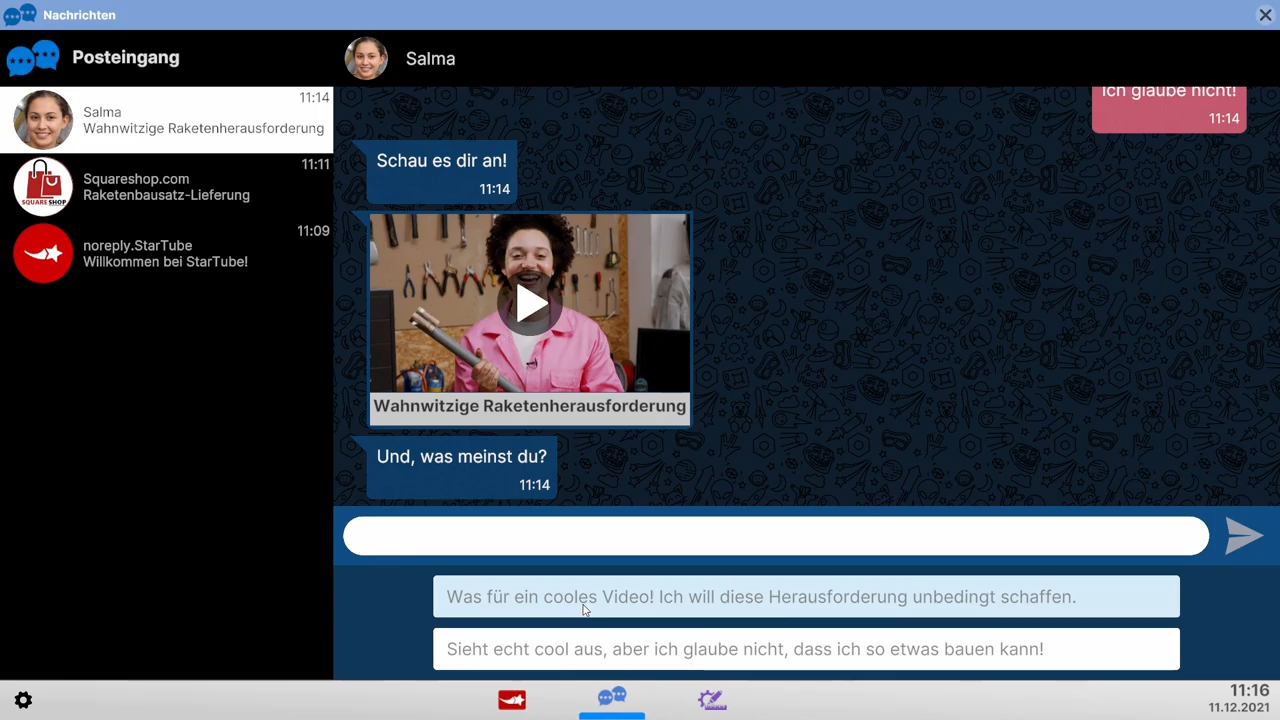 Nachrichten
Posteingang
Salma
11:14
Salma
Wahnwitzige Raketenherausforderung
11:11
Squareshop.com
Raketenbausatz-Lieferung
SQUARE SHOP
11:09
noreply.StarTube
Willkommen bei StarTube!
Ich glaube nicht!
11:14
Schau es dir an!
11:14
Wahnwitzige Raketenherausforderung
Und, was meinst du?
11:14
Was für ein cooles Video! Ich will diese Herausforderung unbedingt schaffen.
Sieht echt cool aus, aber ich glaube nicht, dass ich so etwas bauen kann!
11:16
11.12.2021